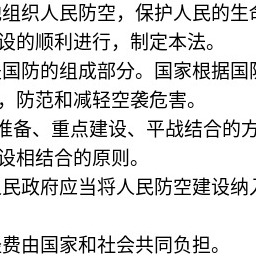 组织人民防空，保护人民的生命
设的顺利进行，制定本法。
国防的组成部分。国家根据国防
，防范和减轻空袭危害。
准备、重点建设、平战结合的方
设相结合的原则。
民政府应当将人民防空建设纳入
费由国家和社会共同负担。